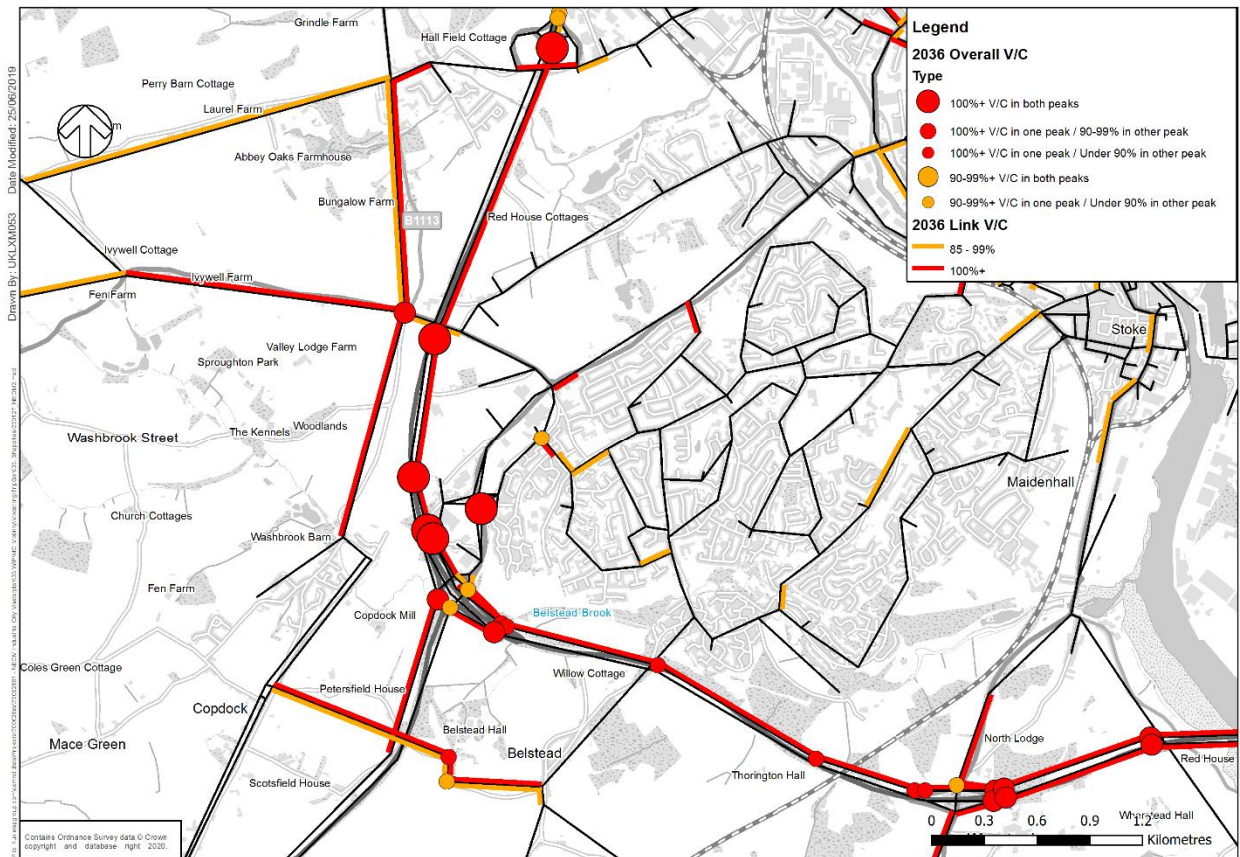 Grindle Farm
Hall Field Cottage
Perry Barn Cottage
Laurel Farm
m
Abbey Oaks Farmhouse
Bungalow Farm
B1113
Red House Cottages
Ivywell Cottage
Ivywell Farm
Fen Farm
Valley Lodge Farm
Sproughton Park
Stoke
Woodlands
The Kennels
Washbrook Street
Maidenhall
Church Cottages
Washbrook Barn
Fen Farm
Copdock Mill
Belstead Brook
Coles Green Cottage
Willow Cottage
Petersfield House
Copdock
Belstead Hall
North Lodge
Mace Green
Belstead
Red House
Thorington Hall
Scotsfield House
Wherstead Hall
Legend
2036 Overall V/C
Type
100%+ V/C in both peaks
100%+ V/C in one peak / 90-99% in other peak
100%+ V/C in one peak / Under 90% in other peak
90-99%+ V/C in both peaks
90-99%+ V/C in one peak / Under 90% in other peak
2036 Link V/C
85 - 99%
100%+
0 0.3 0.6 0.9 1.2
Kilometres
Contains Ordnance Survey data © Crown
copyright and database right 2020.
Drawn By: UKLXM053 Date Modified: 25/06/2019